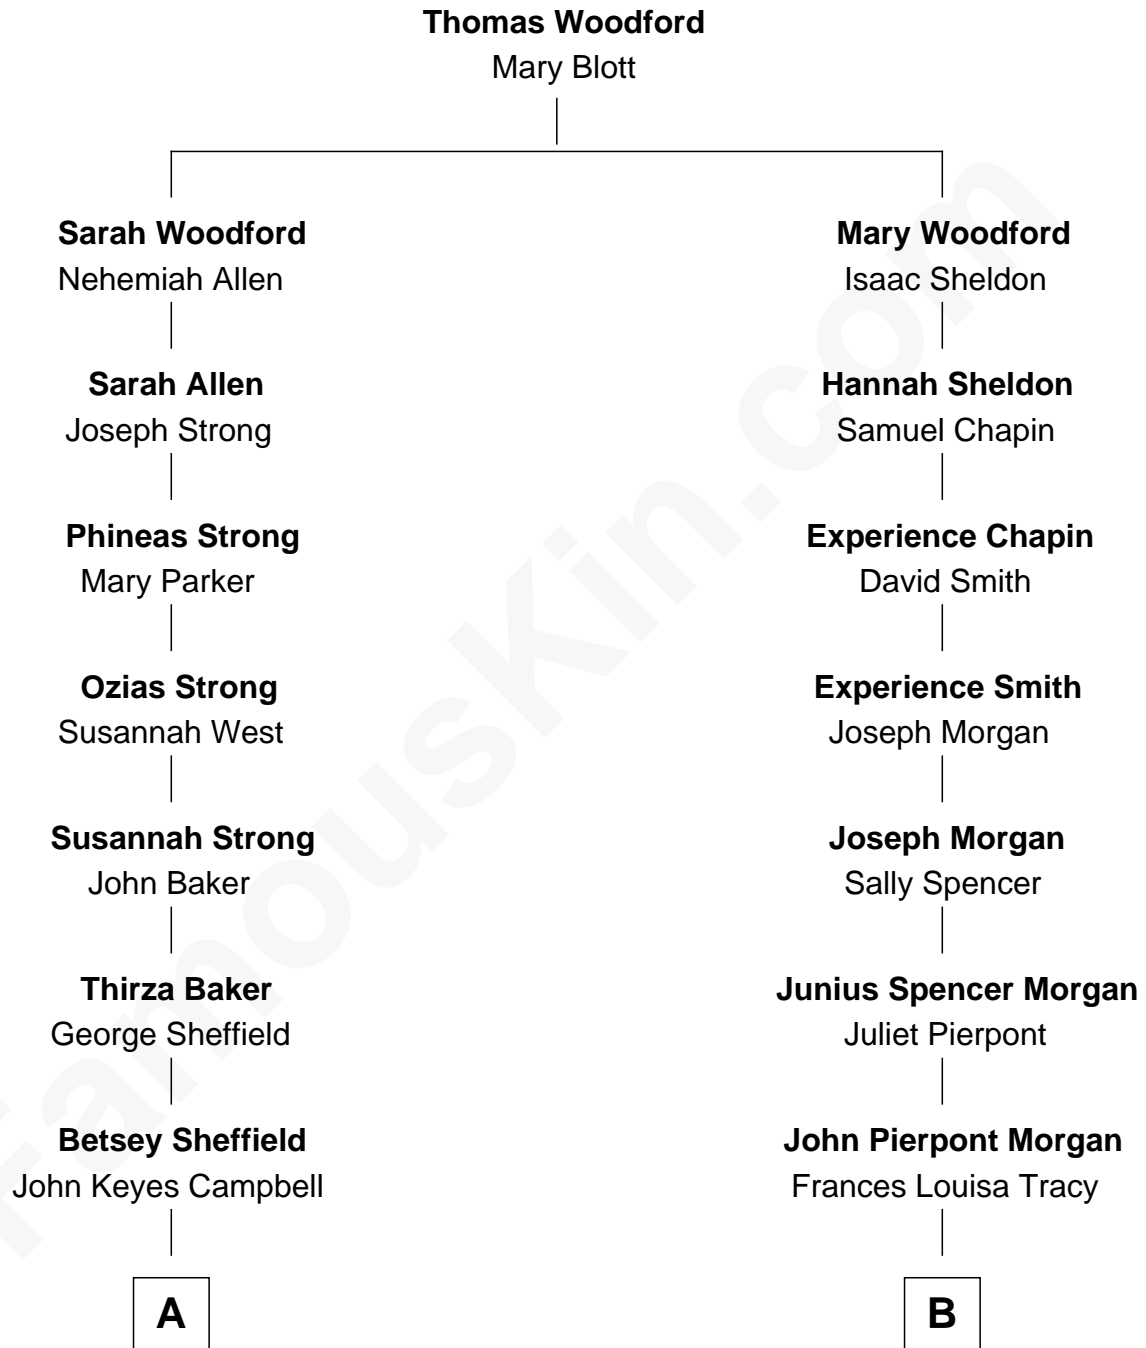 Thomas Woodford
Mary Blott
Sarah Woodford
Nehemiah Allen
Mary Woodford
Isaac Sheldon
Sarah Allen
Joseph Strong
Hannah Sheldon
Samuel Chapin
Phineas Strong
Mary Parker
Experience Chapin
David Smith
Ozias Strong
Susannah West
Experience Smith
Joseph Morgan
Susannah Strong
John Baker
Joseph Morgan
Sally Spencer
Thirza Baker
George Sheffield
Junius Spencer Morgan
Juliet Pierpont
Betsey Sheffield
John Keyes Campbell
John Pierpont Morgan
Frances Louisa Tracy
A
B
FamousKin.com